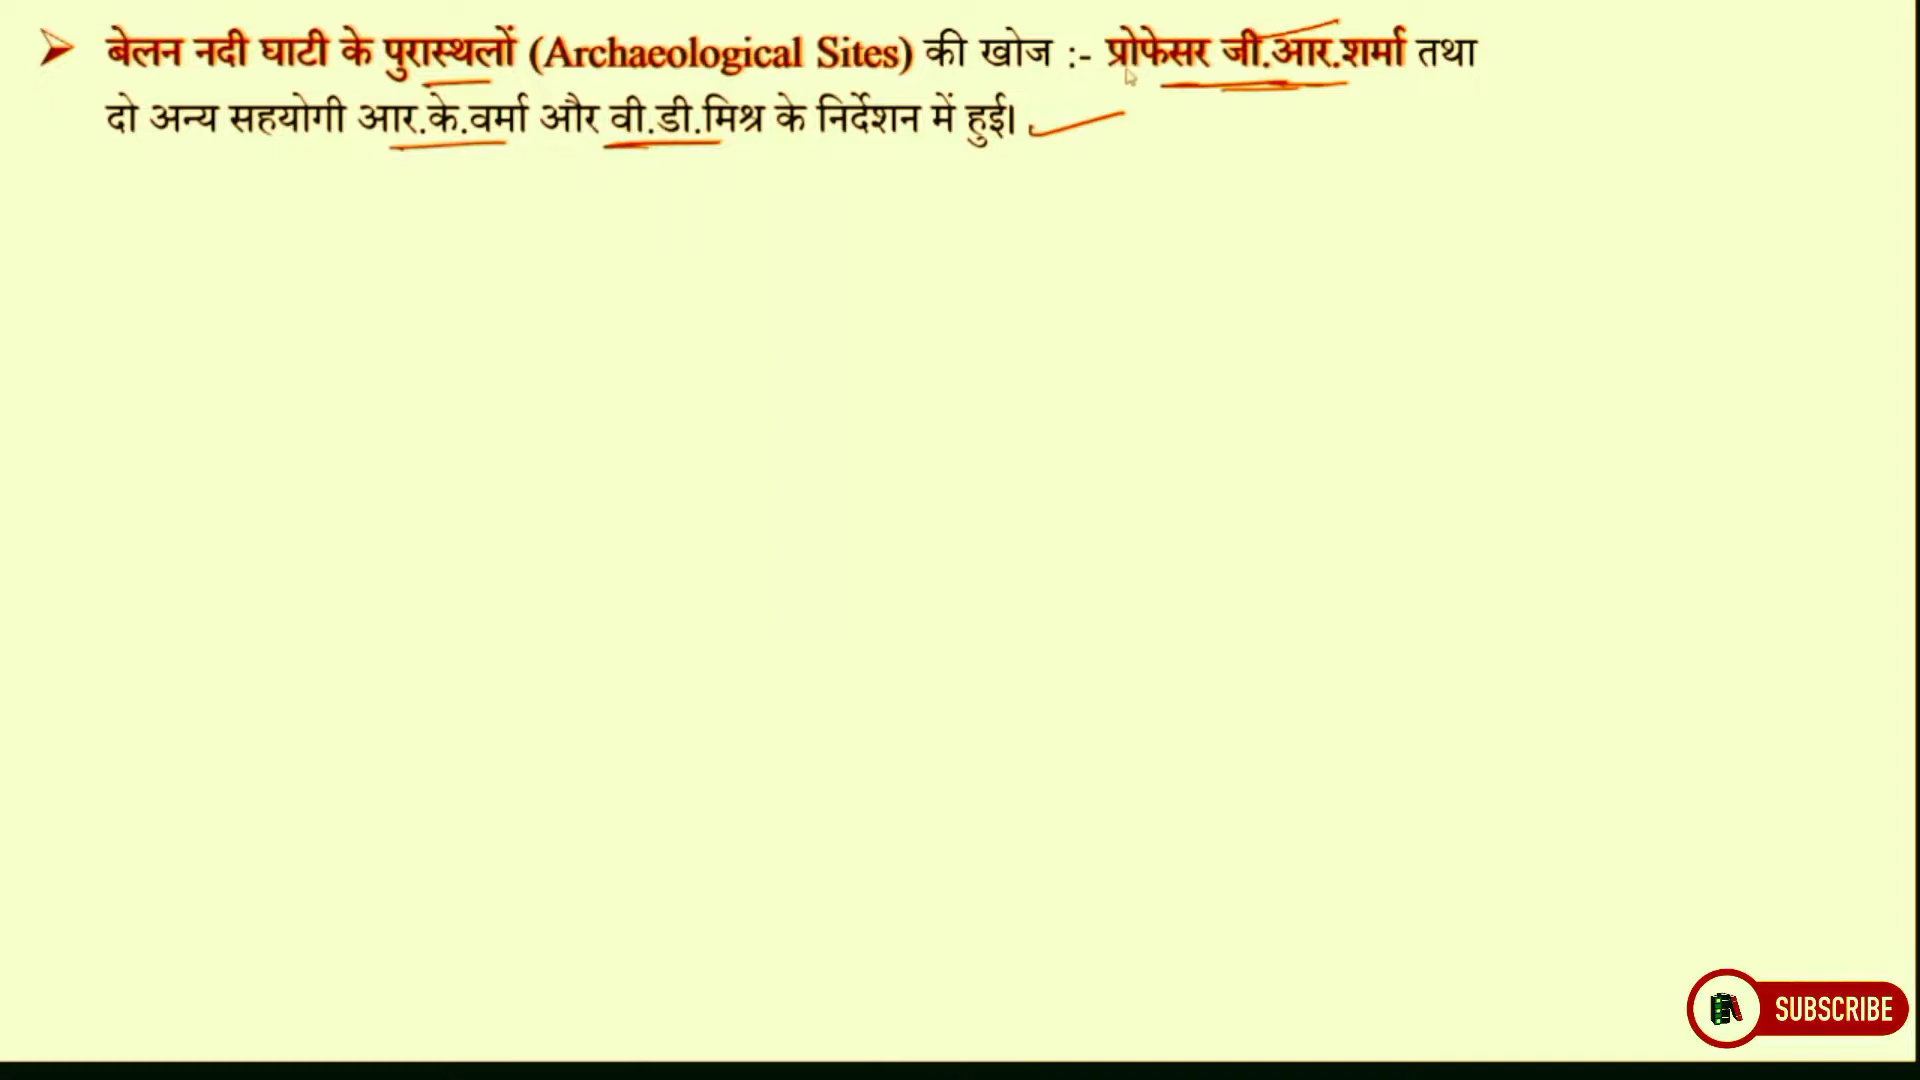 बेलन नदी घाटी के पुरास्थलों (Archaeological Sites) की खोज :- प्रोफेसर जी.आर.शर्मा तथा
दो अन्य सहयोगी आर.के.वर्मा और वी.डी.मिश्र के निर्देशन में हुई।
SUBSCRIBE